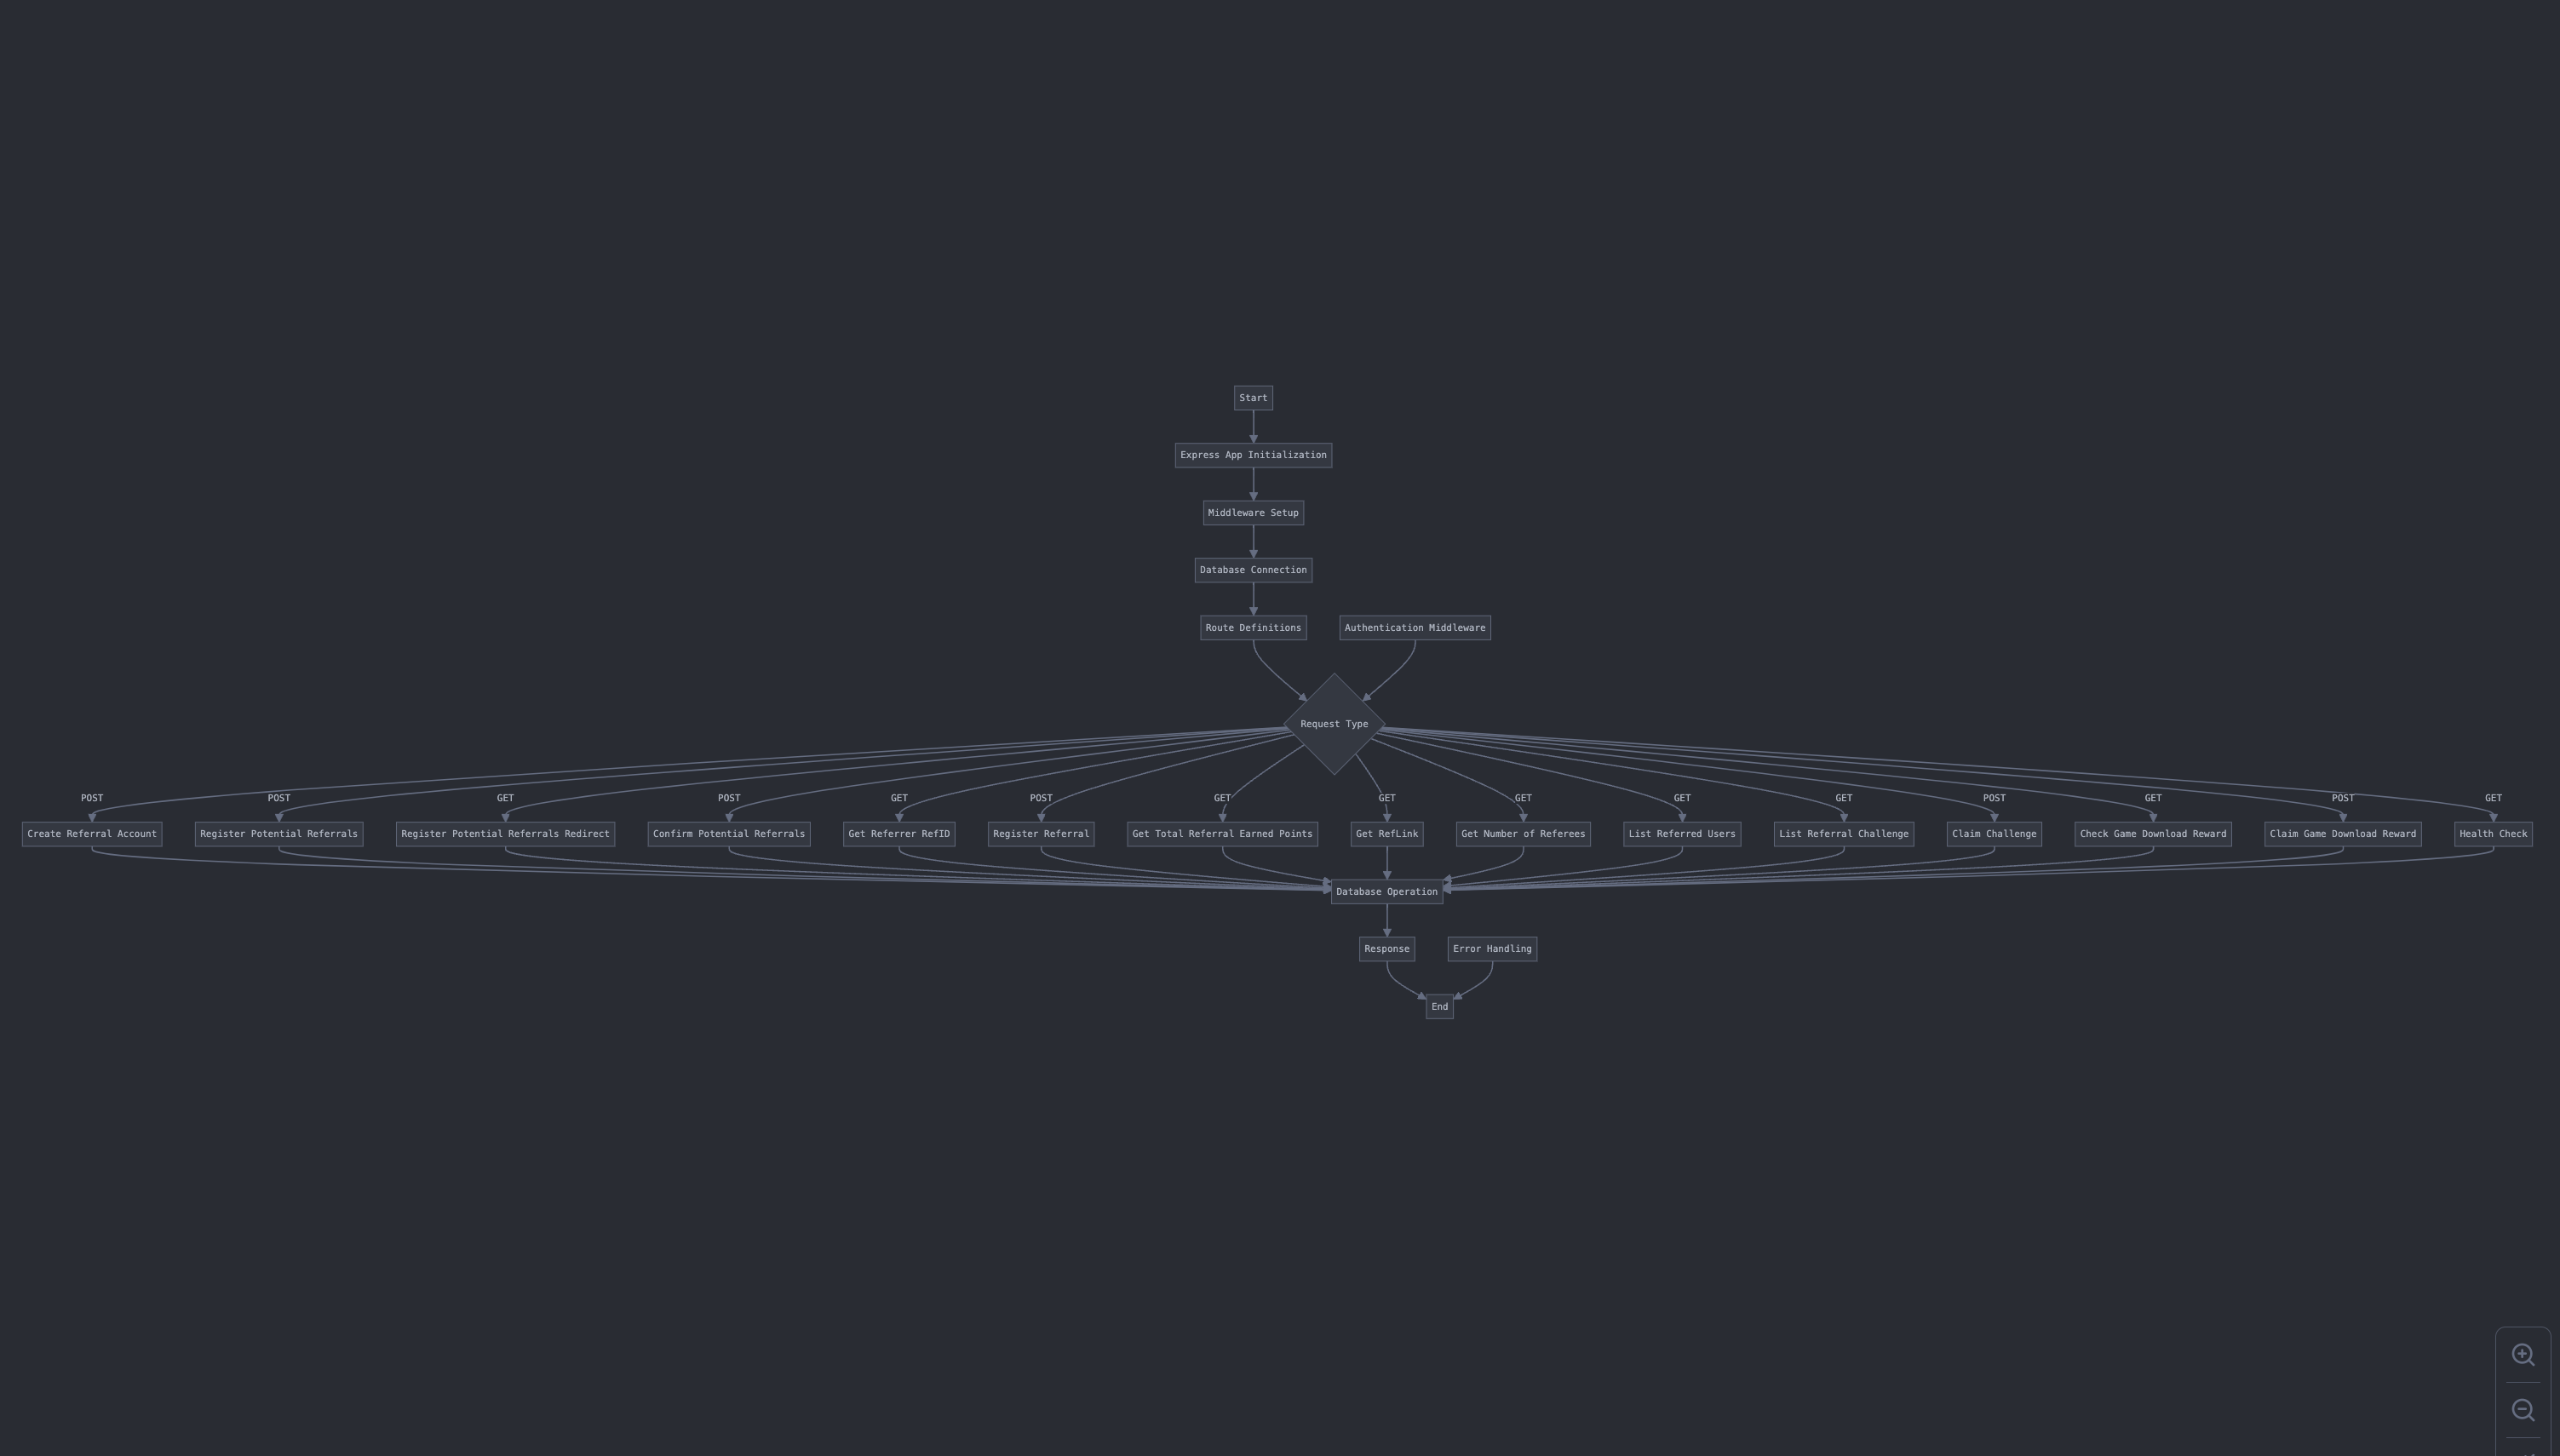 Start
Express App Initialization
Middleware Setup
Database Connection
Route Definitions
Authentication Middleware
Request Type
POST
POST
GET
POST
GET
POST
GET
GET
GET
GET
GET
POST
GET
POST
GET
Create Referral Account
Register Potential Referrals
Register Potential Referrals Redirect
Confirm Potential Referrals
Get Referrer RefID
Register Referral
Get Total Referral Earned Points
Get RefLink
Get Number of Referees
List Referred Users
List Referral Challenge
Claim Challenge
Check Game Download Reward
Claim Game Download Reward
Health Check
Database Operation
Response
Error Handling
End